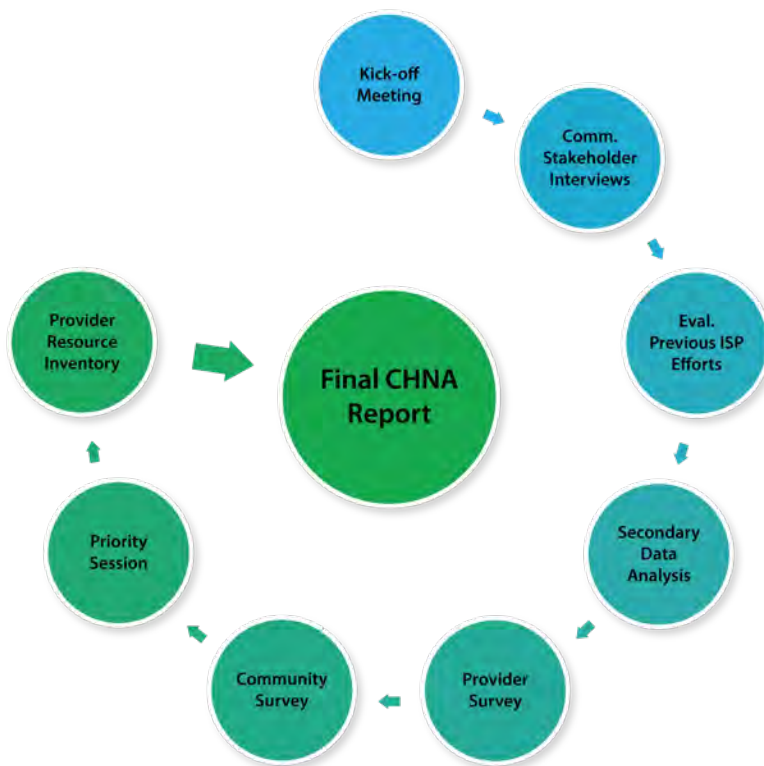 Kick-off
Meeting
Comm.
Stakeholder
Interviews
Eval.
Previous ISP
Efforts
Secondary
Data
Analysis
Provider
Survey
Community
Survey
Priority
Session
Provider
Resource
Inventory
Final CHNA
Report